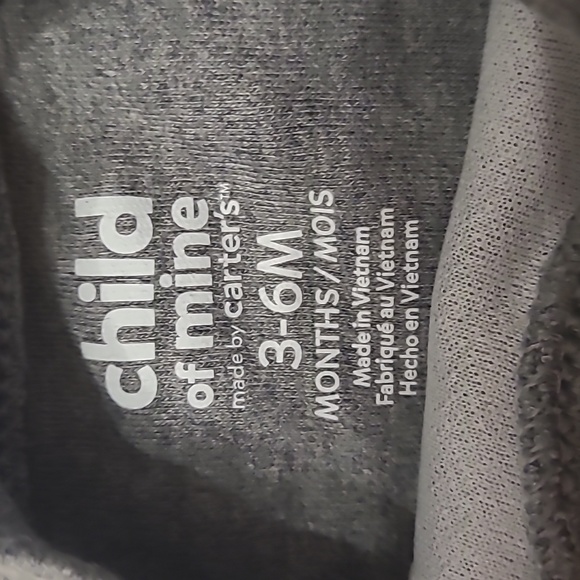 child
of mine
made by carter's™
3-6M
MONTHS/MOIS
Made in Vietnam
Fabriqué au Vietnam
Hecho en Vietnam